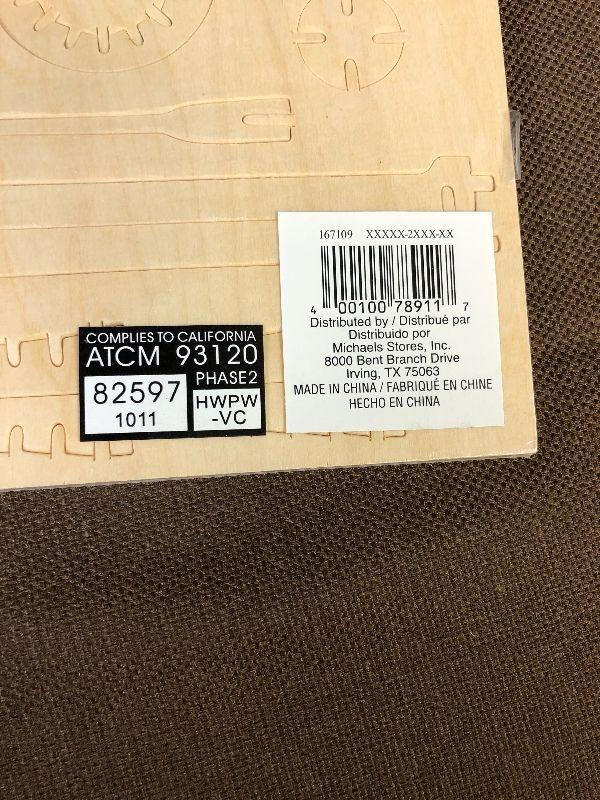 167109 XXXXX-2XXX-XX
4 00100 78911 7
Distributed by / Distribué par
Distribuido por
Michaels Stores, Inc.
8000 Bent Branch Drive
Irving, TX 75063
MADE IN CHINA / FABRIQUÉ EN CHINE
HECHO EN CHINA
COMPLIES TO CALIFORNIA
ATCM 93120
PHASE2
82597
1011
HWPW
-VC